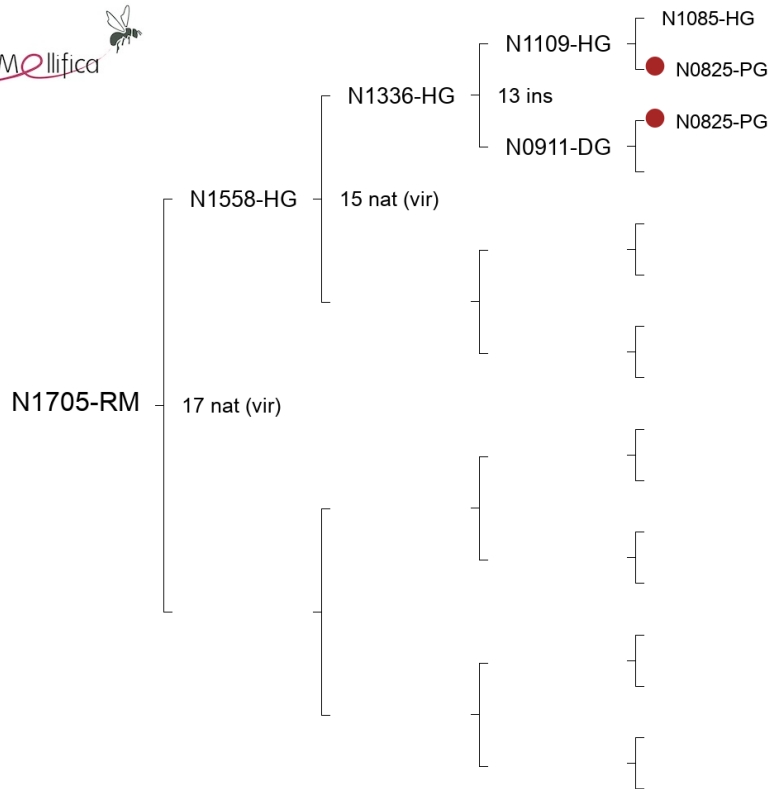 Mellifica
N1085-HG
N1109-HG
N0825-PG
N1336-HG
13 ins
N0825-PG
N0911-DG
N1558-HG
15 nat (vir)
N1705-RM
17 nat (vir)